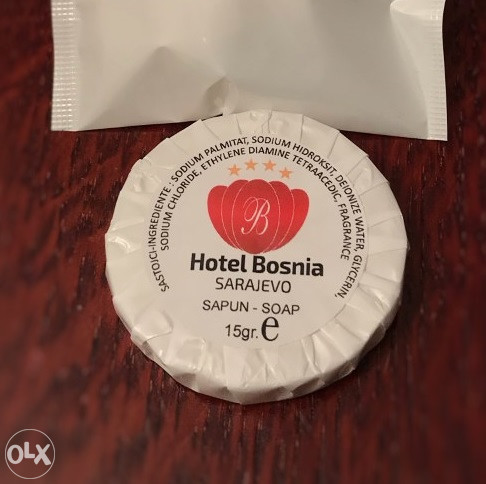 SASTOJCI-INGREDIENTE : SODIUM PALMITAT, SODIUM HIDROKSIT, DEIONIZE WATER, GLYCERIN,
SODIUM CHLORIDE, ETHYLENE DIAMINE TETRAACEDIC, FRAGRANCE
B
Hotel Bosnia
SARAJEVO
SAPUN - SOAP
15gr. e
OLX